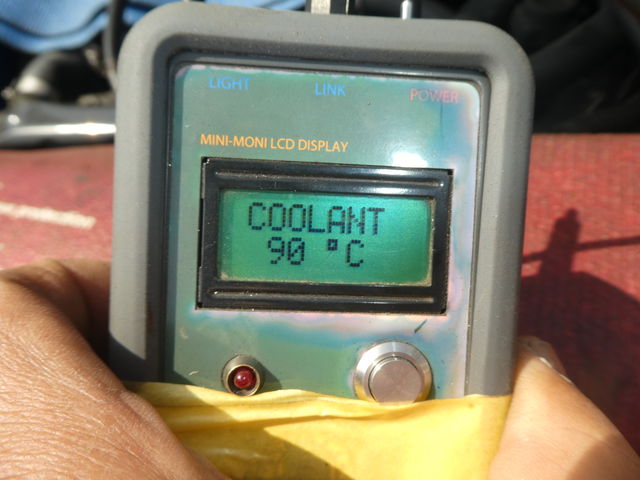 LIGHT LINK POWER
MINI-MONI LCD DISPLAY
COOLANT
90 °C